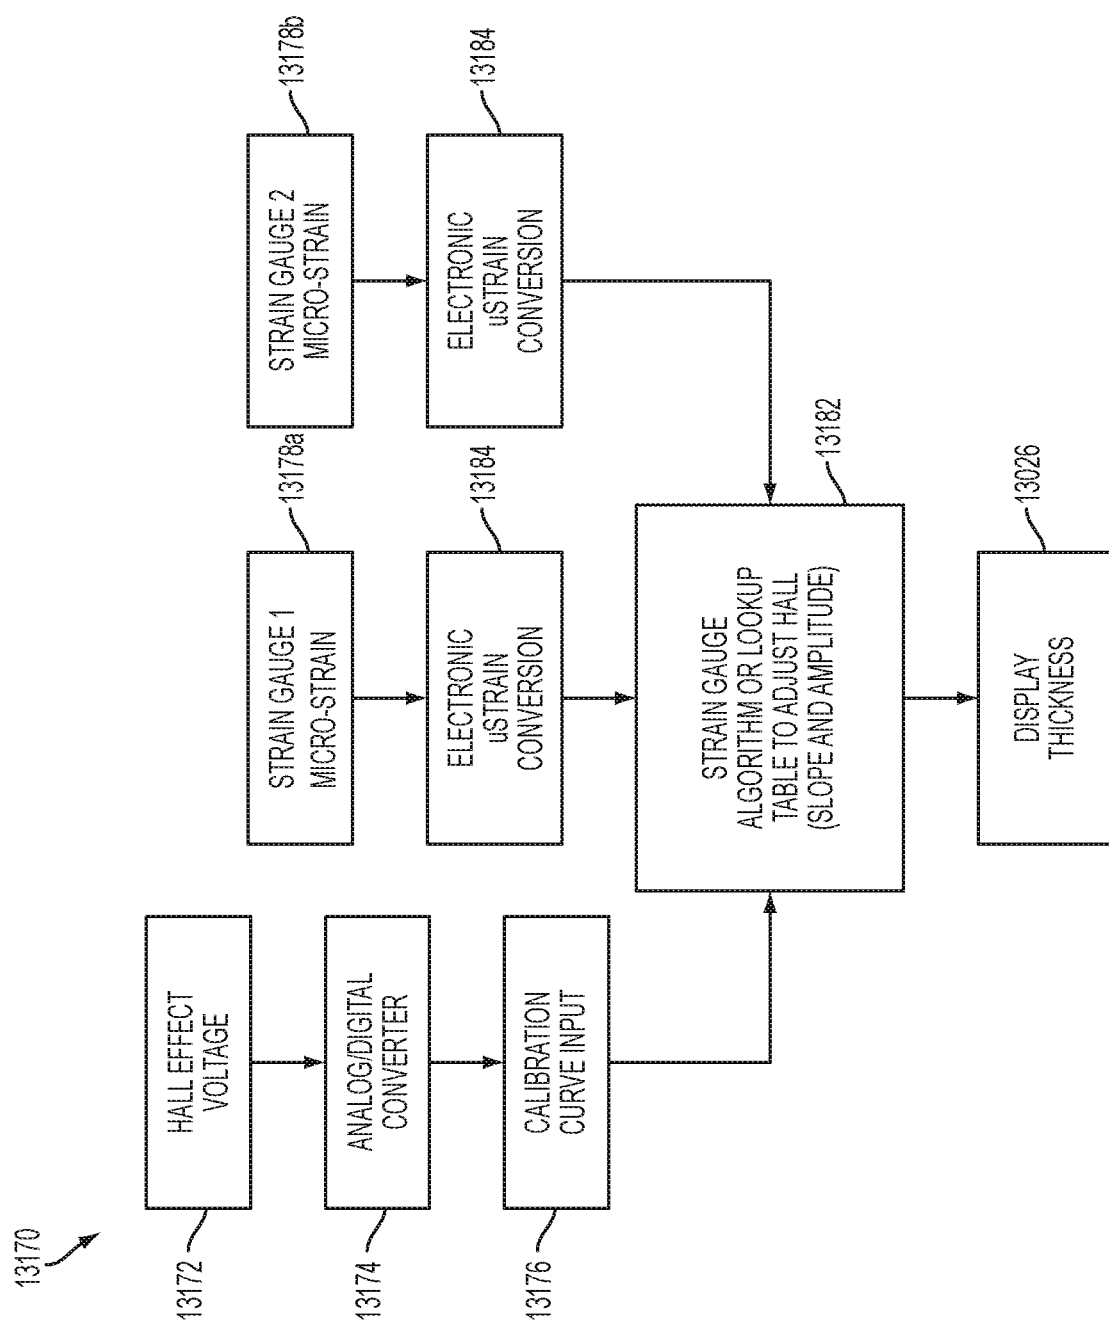 13170
HALL EFFECT
VOLTAGE
13172
ANALOG/DIGITAL
CONVERTER
13174
CALIBRATION
CURVE INPUT
13176
STRAIN GAUGE 1
MICRO-STRAIN
13178a
ELECTRONIC
uSTRAIN
CONVERSION
13184
STRAIN GAUGE 2
MICRO-STRAIN
13178b
ELECTRONIC
uSTRAIN
CONVERSION
13184
STRAIN GAUGE
ALGORITHM OR LOOKUP
TABLE TO ADJUST HALL
(SLOPE AND AMPLITUDE)
13182
DISPLAY
THICKNESS
13026